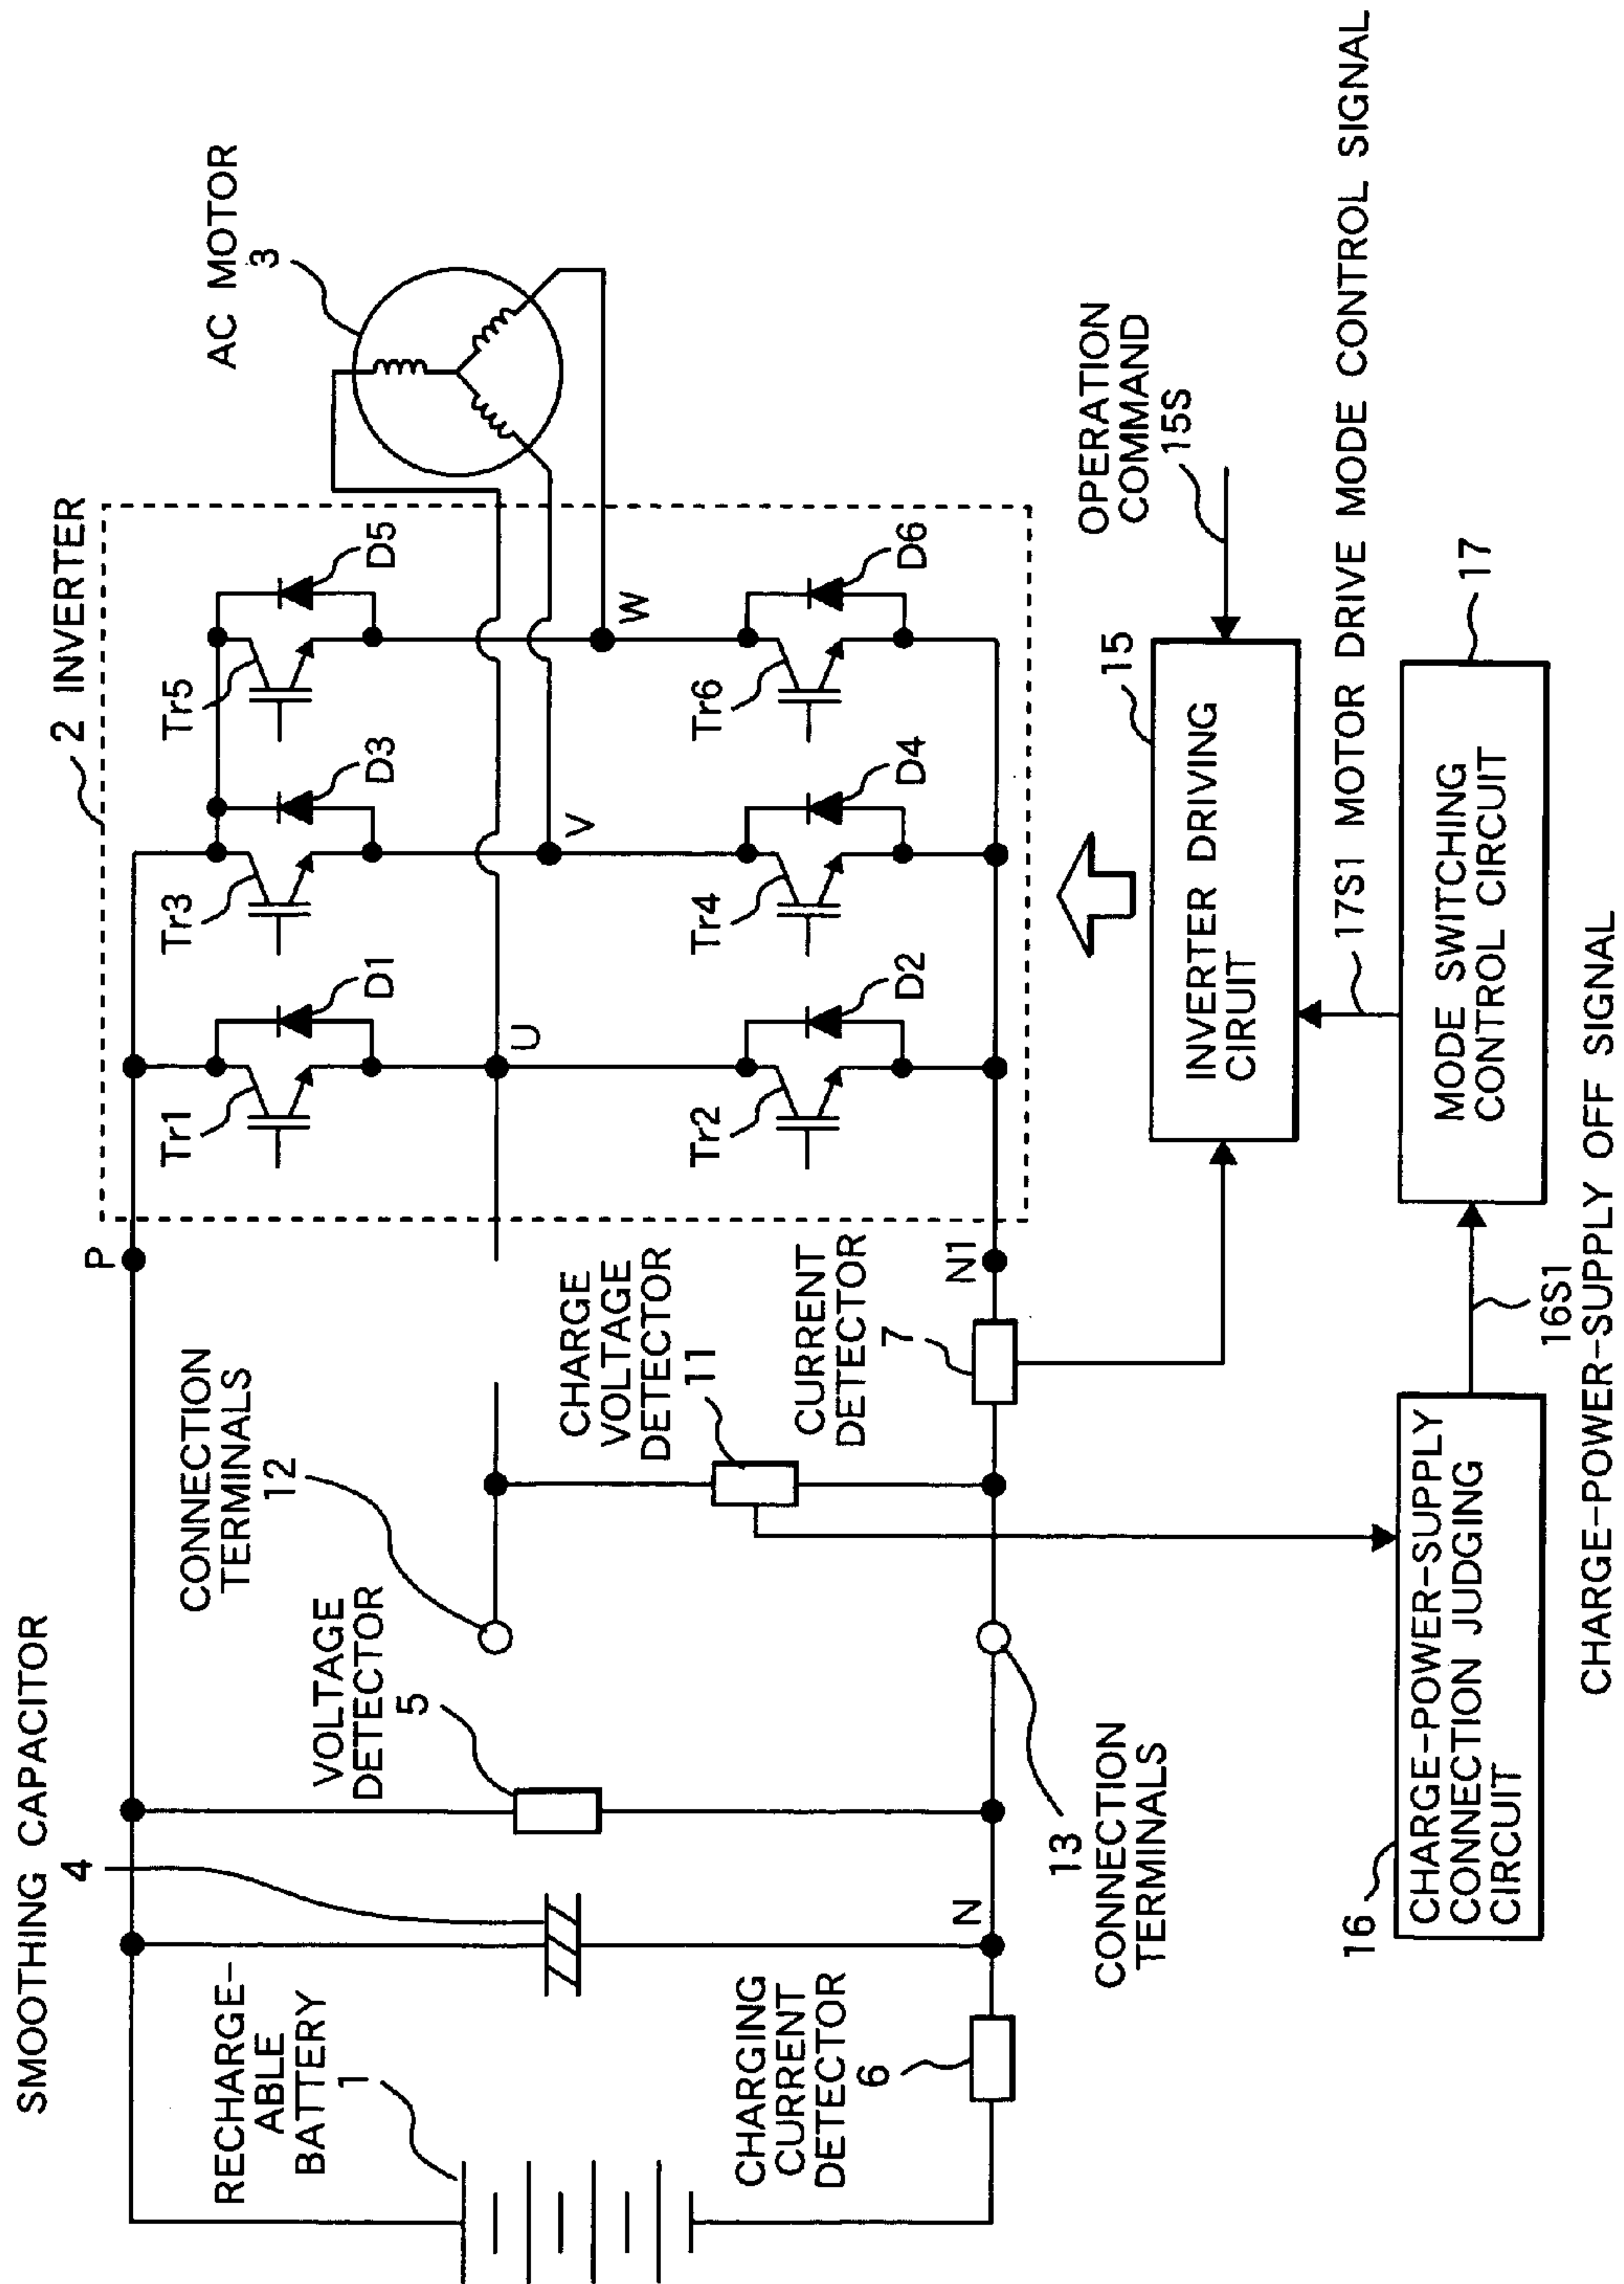 SMOOTHING CAPACITOR
4
RECHARGE-
ABLE
BATTERY
1
VOLTAGE
DETECTOR
5
CONNECTION
TERMINALS
12
CHARGING
CURRENT
DETECTOR
6
N
13
CONNECTION
TERMINALS
CHARGE
VOLTAGE
DETECTOR
11
CURRENT
DETECTOR
7
P
N1
2 INVERTER
Tr1
D1
Tr3
D3
Tr5
D5
U
V
W
Tr2
D2
Tr4
D4
Tr6
D6
AC MOTOR
3
OPERATION
COMMAND
15S
15
INVERTER DRIVING
CIRUIT
17S1 MOTOR DRIVE MODE CONTROL SIGNAL
16
CHARGE-POWER-SUPPLY
CONNECTION JUDGING
CIRCUIT
16S1
CHARGE-POWER-SUPPLY OFF SIGNAL
MODE SWITCHING
CONTROL CIRCUIT
17